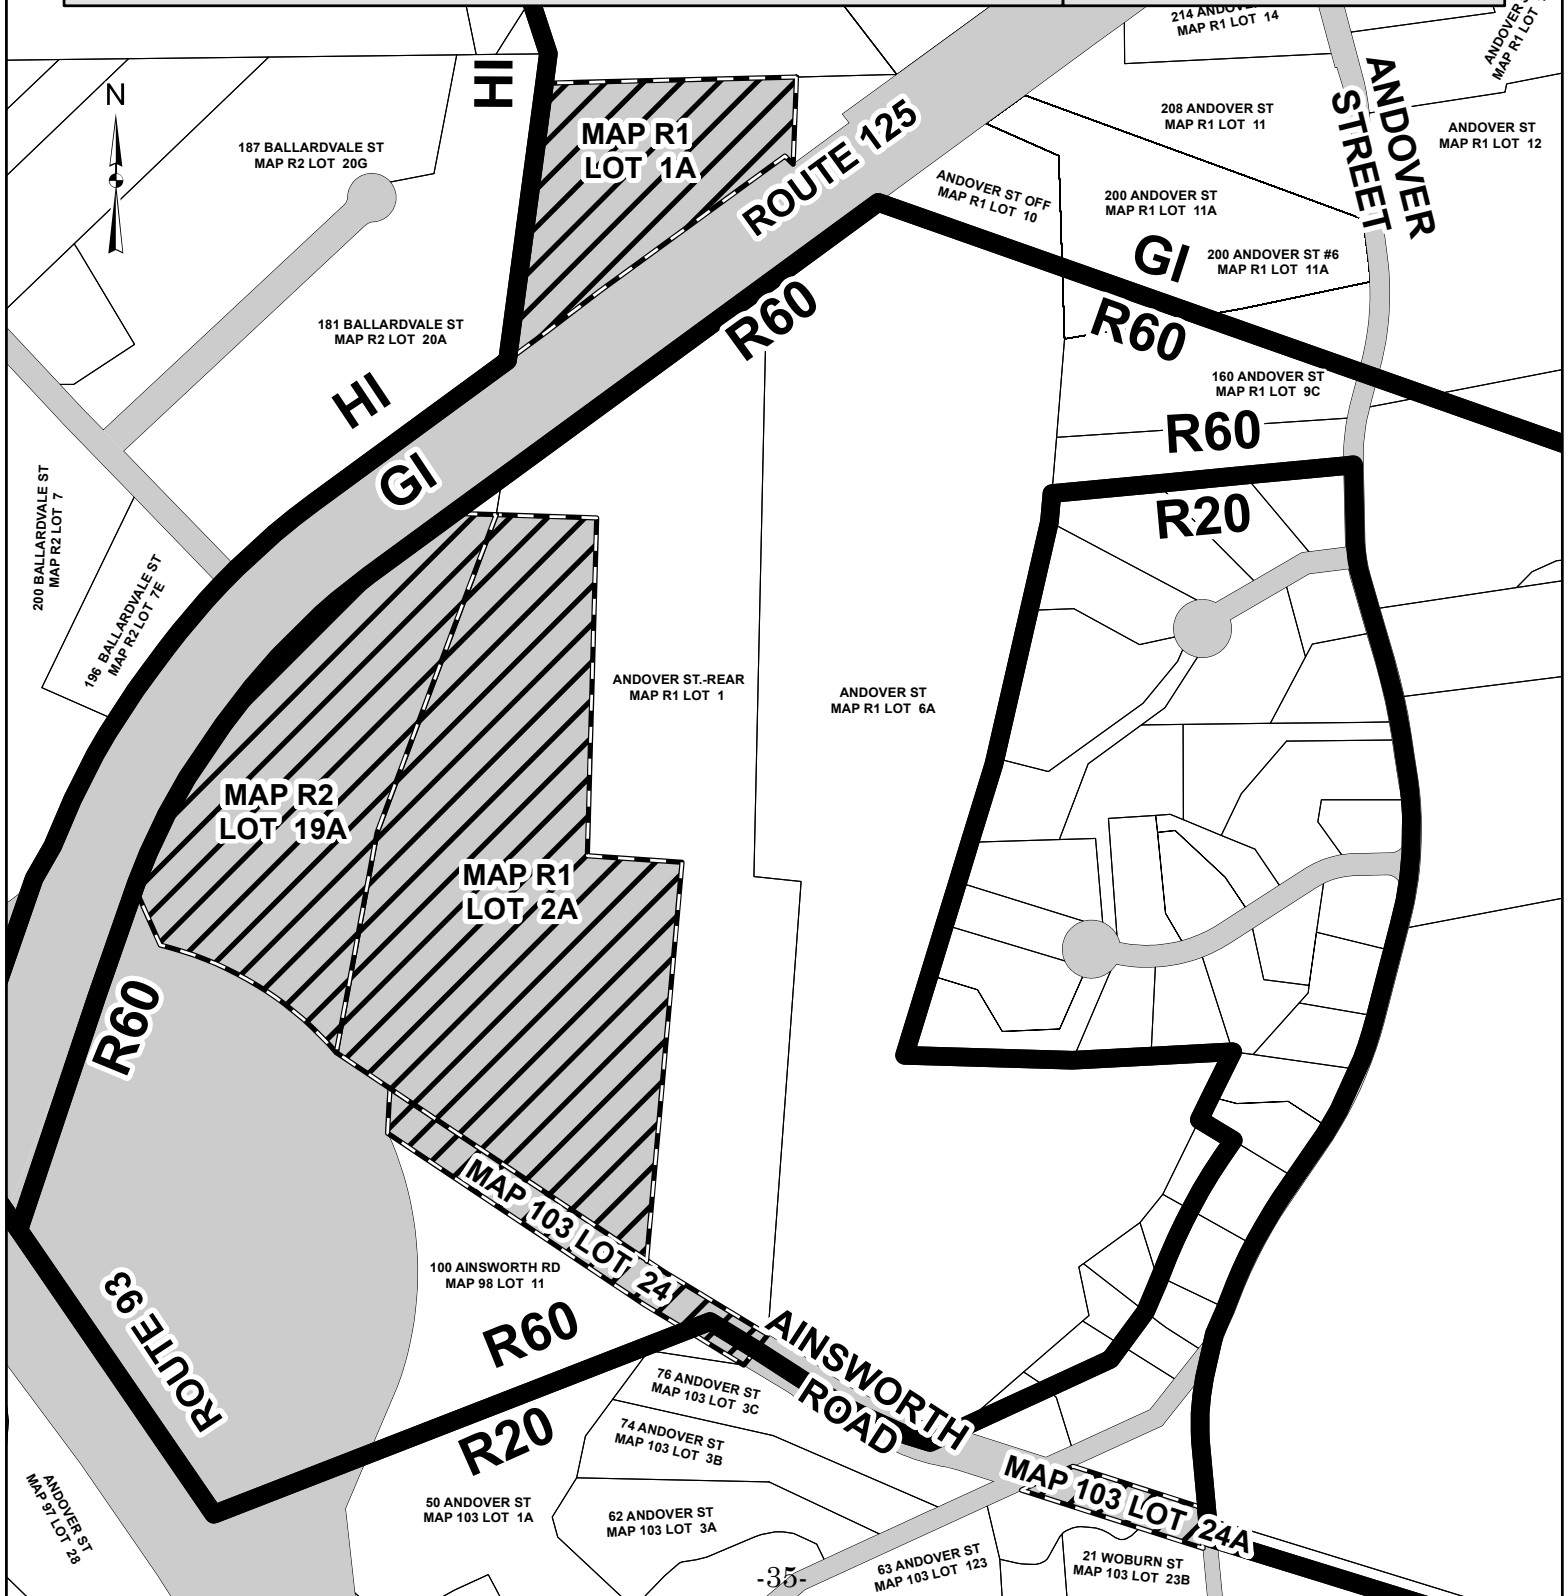 214 ANDOVER
MAP R1 LOT 14
ANDOVER
MAP R1 LOT
HI
ANDOVER
STREET
N
MAP R1
LOT 1A
ROUTE 125
208 ANDOVER ST
MAP R1 LOT 11
ANDOVER ST
MAP R1 LOT 12
187 BALLARDVALE ST
MAP R2 LOT 20G
ANDOVER ST OFF
MAP R1 LOT 10
200 ANDOVER ST
MAP R1 LOT 11A
GI
200 ANDOVER ST #6
MAP R1 LOT 11A
R60
R60
181 BALLARDVALE ST
MAP R2 LOT 20A
HI
160 ANDOVER ST
MAP R1 LOT 9C
R60
GI
R20
200 BALLARDVALE ST
MAP R2 LOT 7
196 BALLARDVALE ST
MAP R2 LOT 7E
ANDOVER ST.-REAR
MAP R1 LOT 1
ANDOVER ST
MAP R1 LOT 6A
MAP R2
LOT 19A
MAP R1
LOT 2A
R60
MAP 103 LOT 24
100 AINSWORTH RD
MAP 98 LOT 11
R60
ROUTE 93
AINSWORTH
ROAD
76 ANDOVER ST
MAP 103 LOT 3C
R20
74 ANDOVER ST
MAP 103 LOT 3B
MAP 103 LOT 24A
ANDOVER ST
MAP 97 LOT 28
50 ANDOVER ST
MAP 103 LOT 1A
62 ANDOVER ST
MAP 103 LOT 3A
63 ANDOVER ST
MAP 103 LOT 123
21 WOBURN ST
MAP 103 LOT 23B
-35-